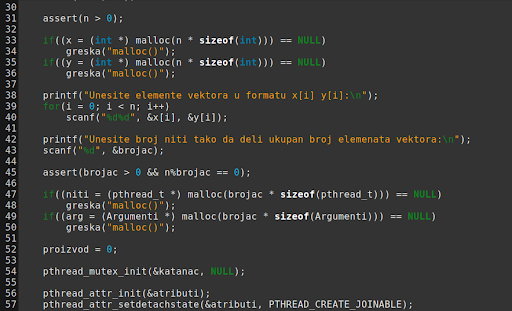 30
31 assert(n > 0);
32
33 if((x = (int *) malloc(n * sizeof(int))) == NULL)
34 greska("malloc()");
35 if((y = (int *) malloc(n * sizeof(int))) == NULL)
36 greska("malloc()");
37
38 printf("Unesite elemente vektora u formatu x[i] y[i]:\n");
39 for(i = 0; i < n; i++)
40 scanf("%d%d", &x[i], &y[i]);
41
42 printf("Unesite broj niti tako da deli ukupan broj elemenata vektora:\n");
43 scanf("%d", &brojac);
44
45 assert(brojac > 0 && n%brojac == 0);
46
47 if((niti = (pthread_t *) malloc(brojac * sizeof(pthread_t))) == NULL)
48 greska("malloc()");
49 if((arg = (Argumenti *) malloc(brojac * sizeof(Argumenti))) == NULL)
50 greska("malloc()");
51
52 proizvod = 0;
53
54 pthread_mutex_init(&katanac, NULL);
55
56 pthread_attr_init(&atributi);
57 pthread_attr_setdetachstate(&atributi, PTHREAD_CREATE_JOINABLE);